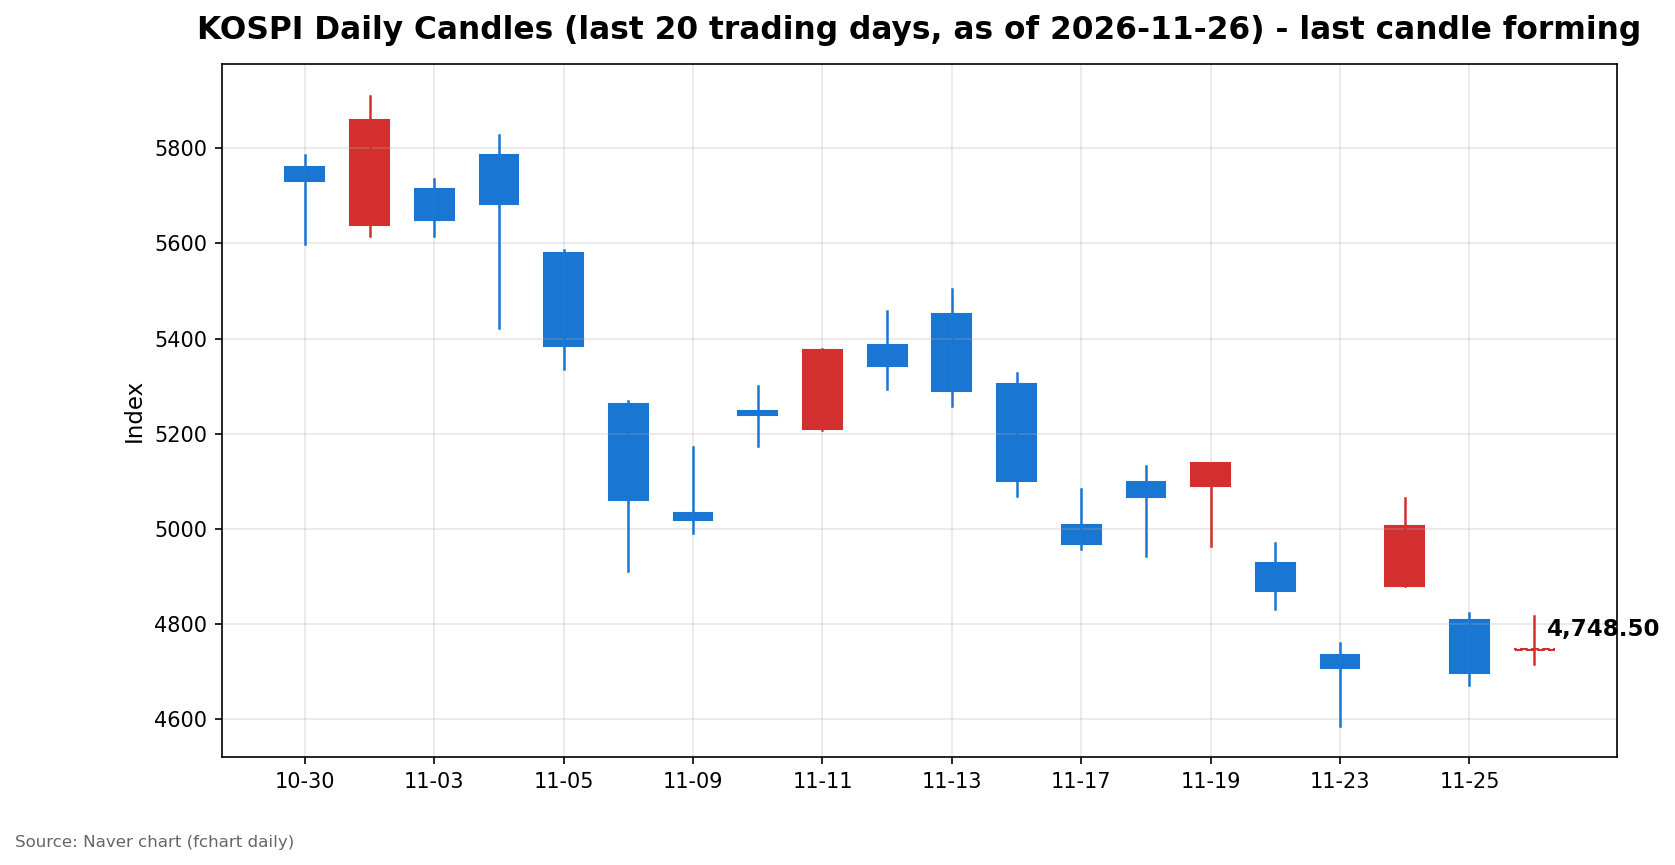 KOSPI Daily Candles (last 20 trading days, as of 2026-11-26) - last candle forming
Index
5800
5600
5400
5200
5000
4800
4600
4,748.50
10-30 11-03 11-05 11-09 11-11 11-13 11-17 11-19 11-23 11-25
Source: Naver chart (fchart daily)